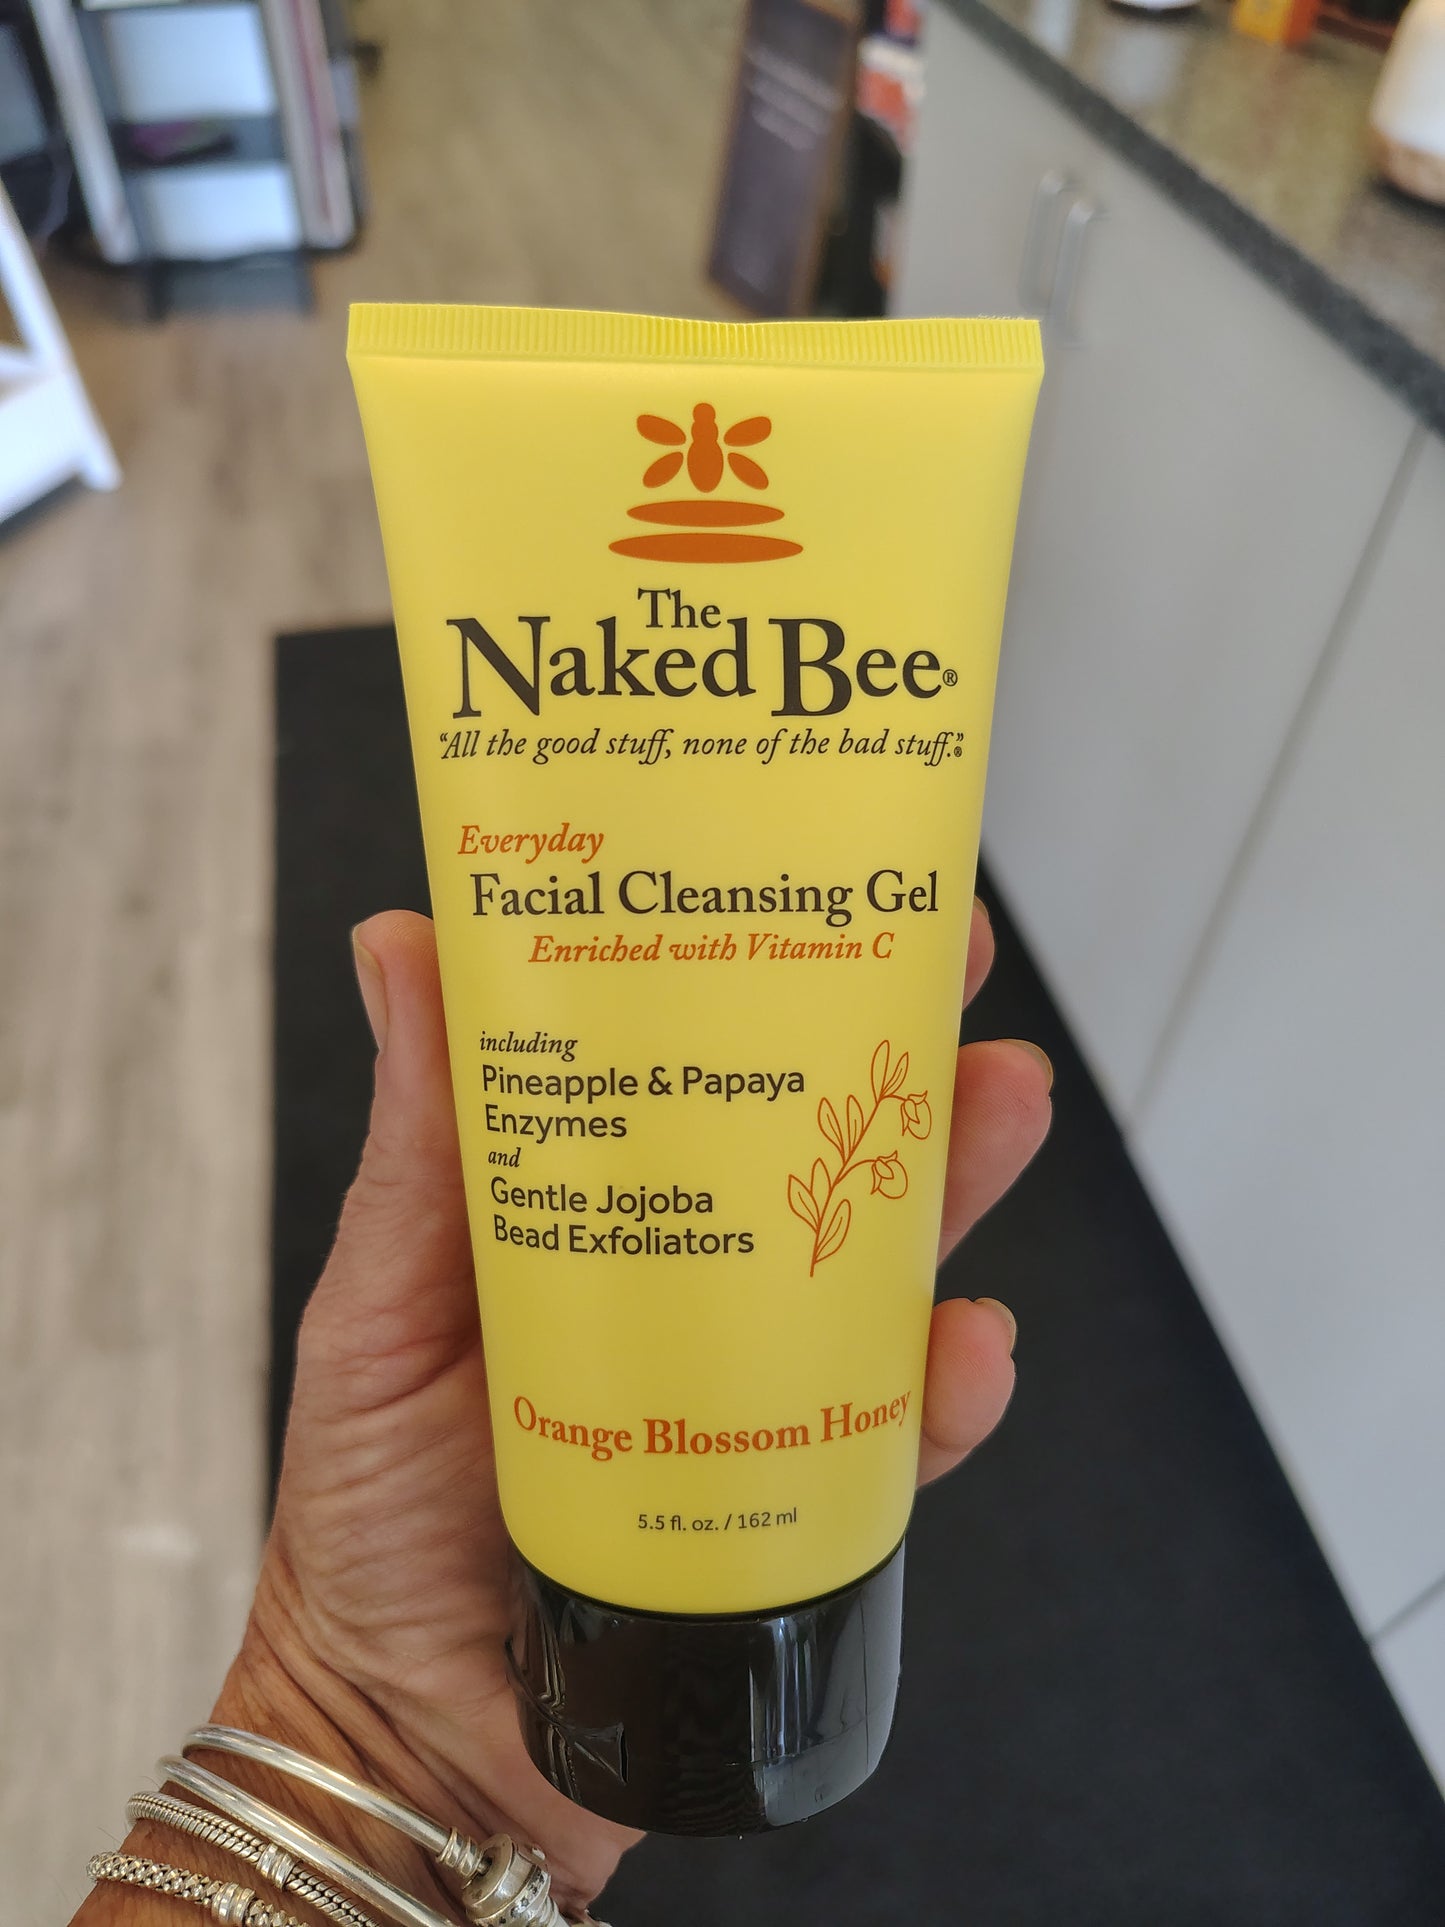 The
Naked Bee®
“All the good stuff, none of the bad stuff.”®
Everyday
Facial Cleansing Gel
Enriched with Vitamin C
including
Pineapple & Papaya
Enzymes
and
Gentle Jojoba
Bead Exfoliators
Orange Blossom Honey
5.5 fl. oz. / 162 ml